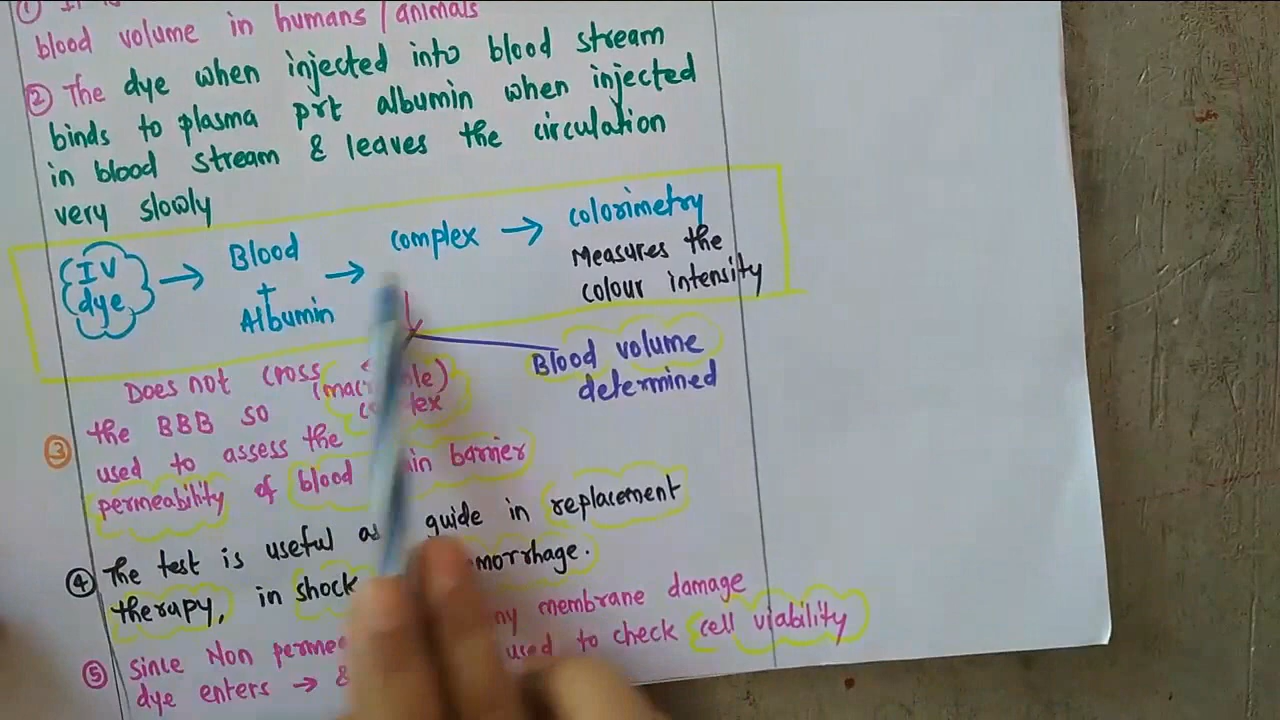 ①
blood volume in humans / animals
② The dye when injected into blood stream
binds to plasma prt albumin when injected
in blood stream & leaves the circulation
very slowly
IV dye → Blood + Albumin → complex → colorimetry
Measures the
colour intensity
Blood volume
determined
Does not cross
the BBB so
③ used to assess the
permeability of blood barrier
④ The test is useful guide in replacement
therapy, in shock
⑤ Since Non membrane damage
dye enters → & used to check cell viability